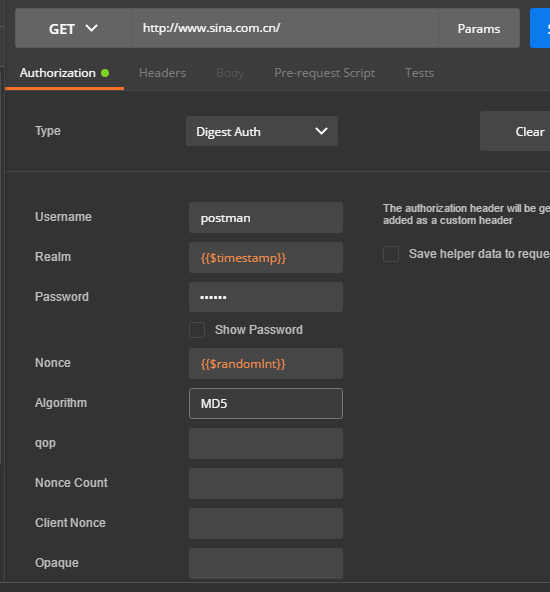 GET http://www.sina.com.cn/ Params
Authorization Headers Body Pre-request Script Tests
Type Digest Auth Clear
The authorization header will be ge
added as a custom header
Username postman
Realm {{$timestamp}} Save helper data to reque
Password ••••••
Show Password
Nonce {{$randomInt}}
Algorithm MD5
qop
Nonce Count
Client Nonce
Opaque